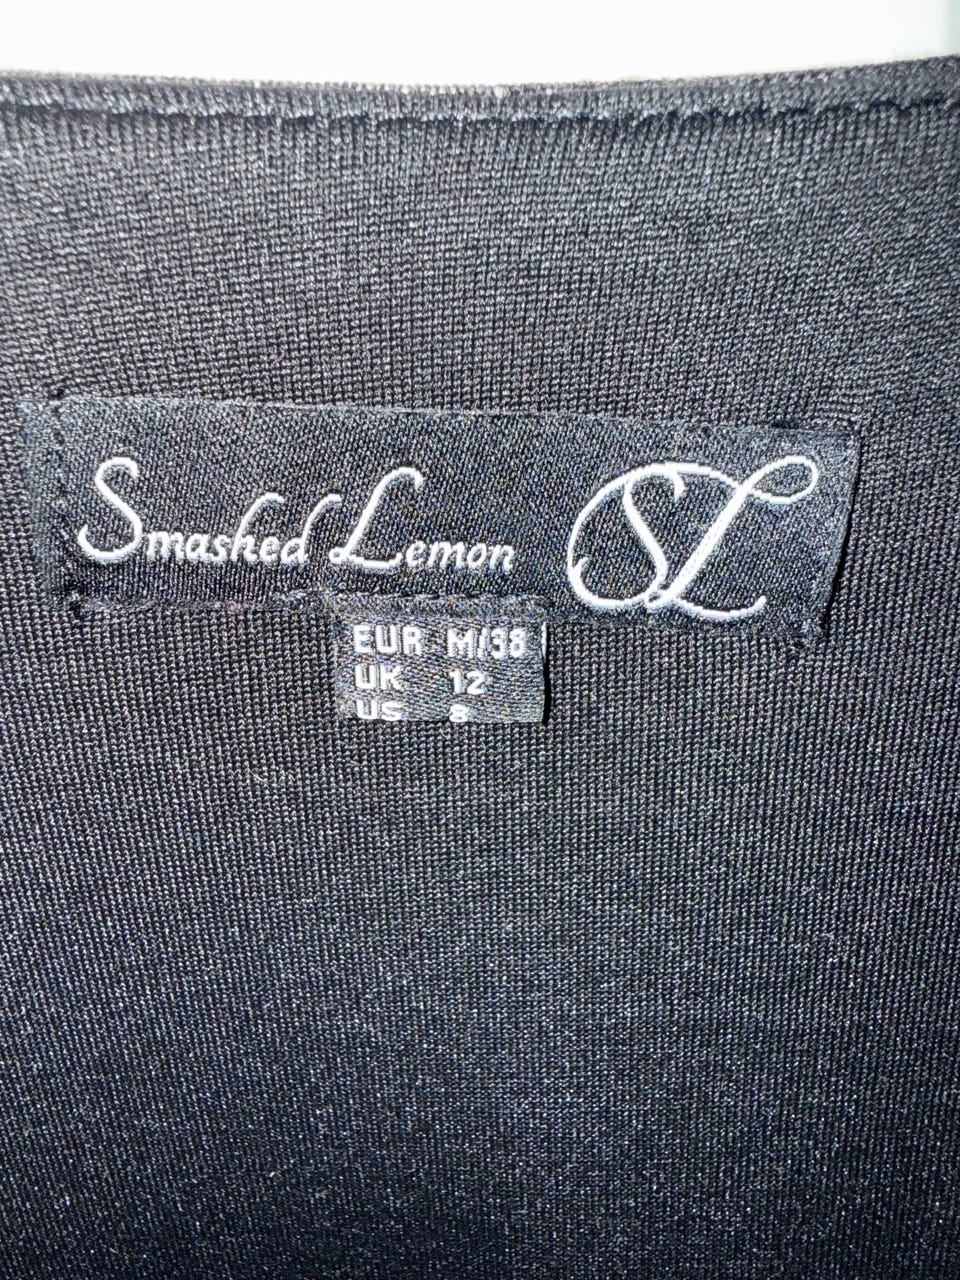 Smashed Lemon SL
EUR M/38
UK 12
US 8